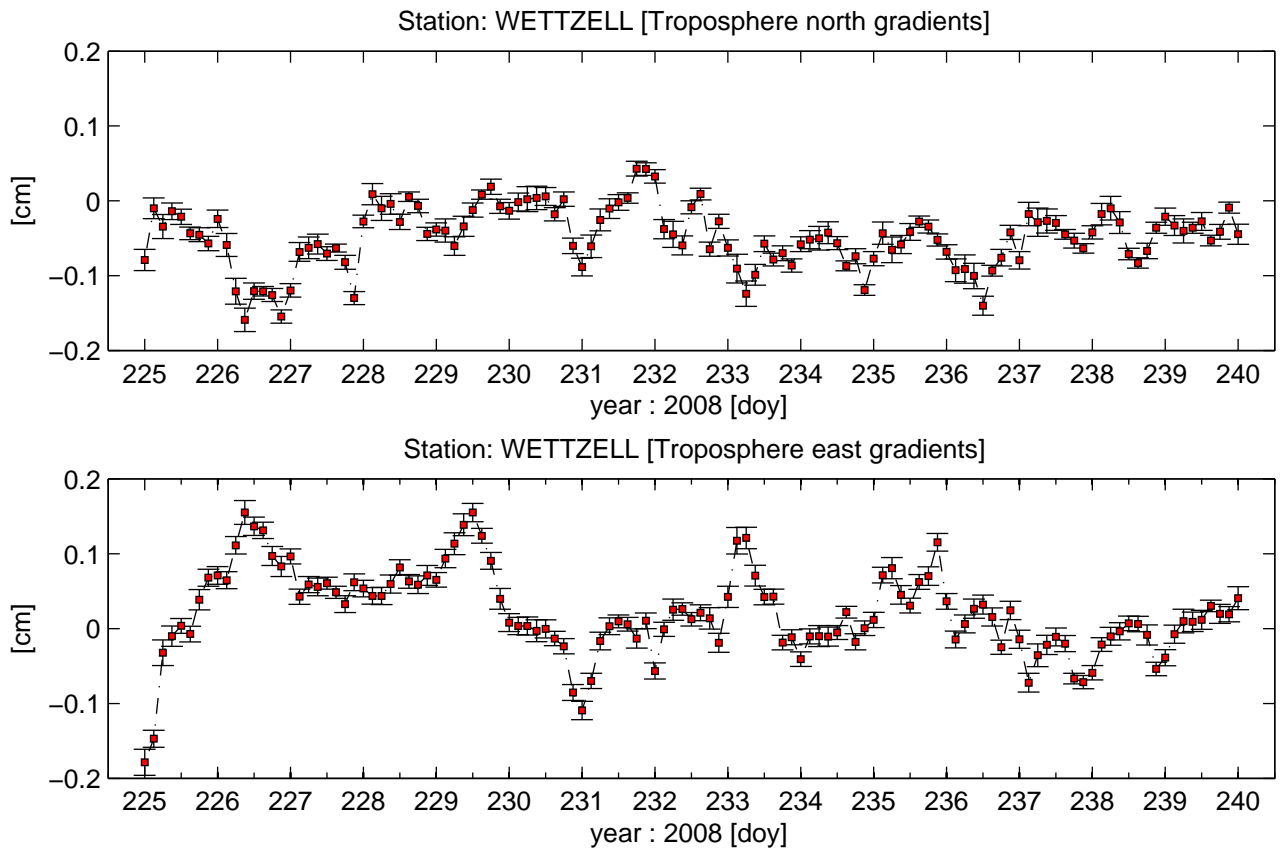 Station: WETTZELL [Troposphere north gradients]
0.2
0.1
0
−0.1
−0.2
[cm]
225 226 227 228 229 230 231 232 233 234 235 236 237 238 239 240
year : 2008 [doy]
Station: WETTZELL [Troposphere east gradients]
0.2
0.1
0
−0.1
−0.2
[cm]
225 226 227 228 229 230 231 232 233 234 235 236 237 238 239 240
year : 2008 [doy]